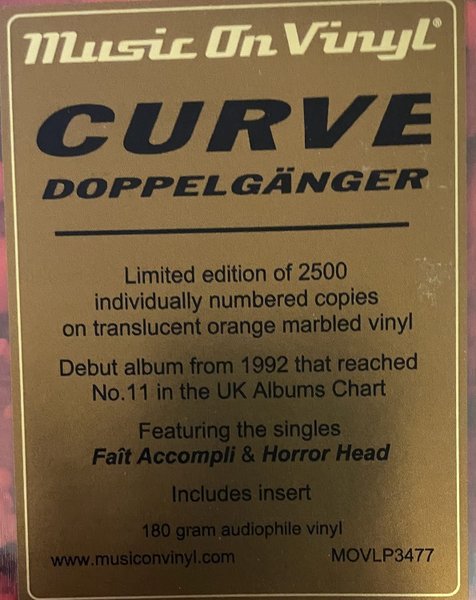 Music On Vinyl®
CURVE
DOPPELGÄNGER
Limited edition of 2500
individually numbered copies
on translucent orange marbled vinyl
Debut album from 1992 that reached
No.11 in the UK Albums Chart
Featuring the singles
Faît Accompli & Horror Head
Includes insert
180 gram audiophile vinyl
www.musiconvinyl.com MOVLP3477